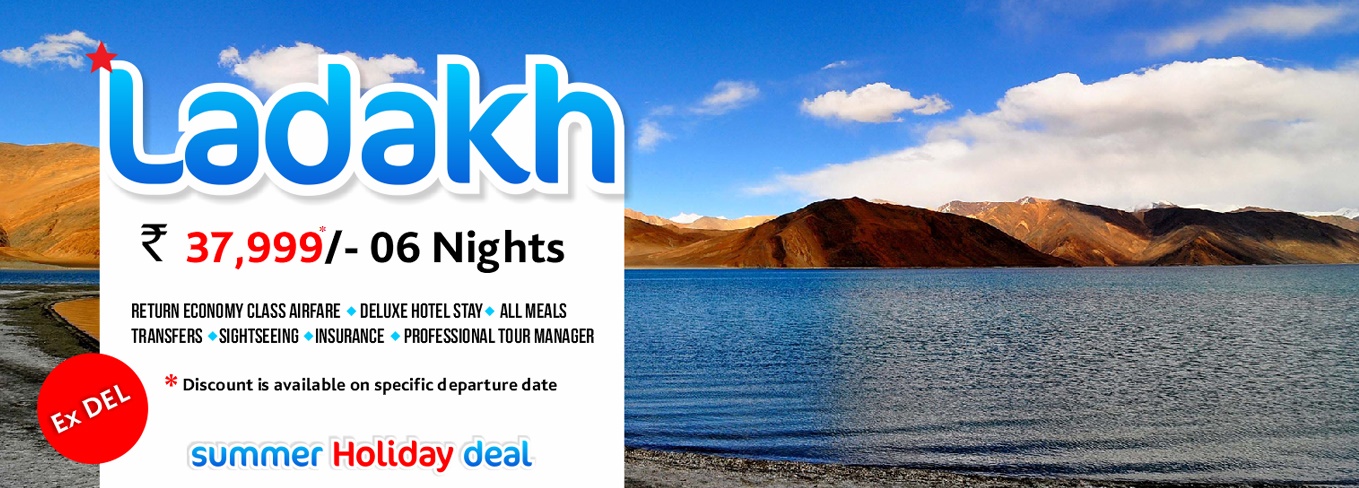 Ladakh
₹ 37,999*/- 06 Nights
RETURN ECONOMY CLASS AIRFARE ◆ DELUXE HOTEL STAY ◆ ALL MEALS
TRANSFERS ◆ SIGHTSEEING ◆ INSURANCE ◆ PROFESSIONAL TOUR MANAGER
* Discount is available on specific departure date
Ex DEL
summer Holiday deal